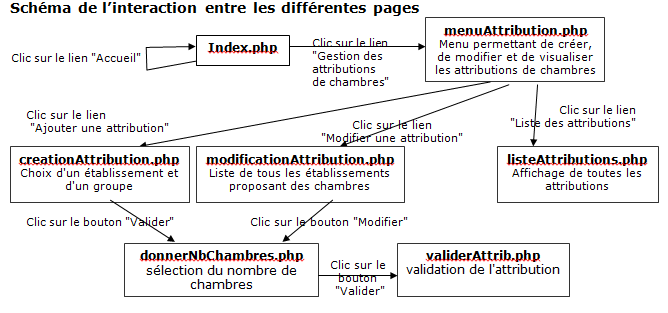 Schéma de l'interaction entre les différentes pages
Clic sur le lien "Accueil"
Index.php
Clic sur le lien
"Gestion des
attributions
de chambres"
menuAttribution.php
Menu permettant de créer,
de modifier et de visualiser
les attributions de chambres
Clic sur le lien
"Ajouter une attribution"
Clic sur le lien
"Modifier une attribution"
Clic sur le lien
"Liste des attributions"
creationAttribution.php
Choix d'un établissement et
d'un groupe
modificationAttribution.php
Liste de tous les établissements
proposant des chambres
listeAttributions.php
Affichage de toutes les
attributions
Clic sur le bouton "Valider"
Clic sur le bouton "Modifier"
donnerNbChambres.php
sélection du nombre de
chambres
Clic sur le
bouton
"Valider"
validerAttrib.php
validation de l'attribution